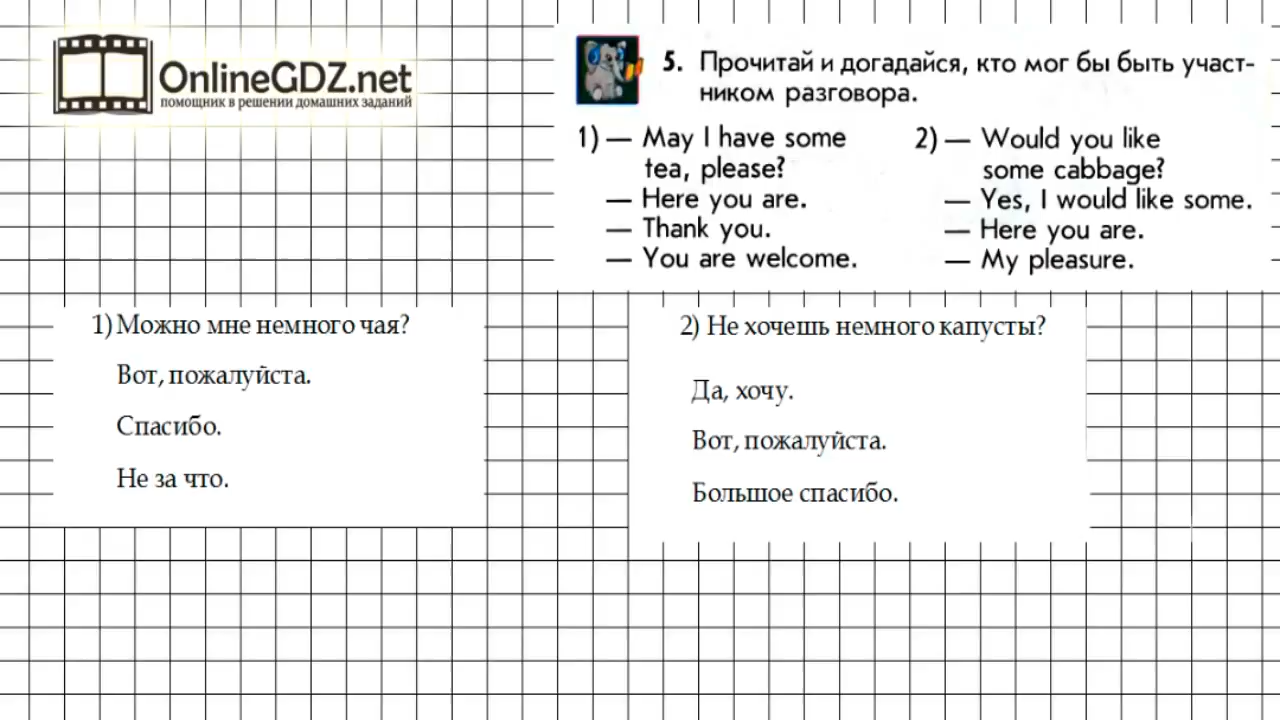 OnlineGDZ.net
помощник в решении домашних заданий
5. Прочитай и догадайся, кто мог бы быть участ-
ником разговора.
1) — May I have some
tea, please?
— Here you are.
— Thank you.
— You are welcome.
2) — Would you like
some cabbage?
— Yes, I would like some.
— Here you are.
— My pleasure.
1) Можно мне немного чая?
Вот, пожалуйста.
Спасибо.
Не за что.
2) Не хочешь немного капусты?
Да, хочу.
Вот, пожалуйста.
Большое спасибо.